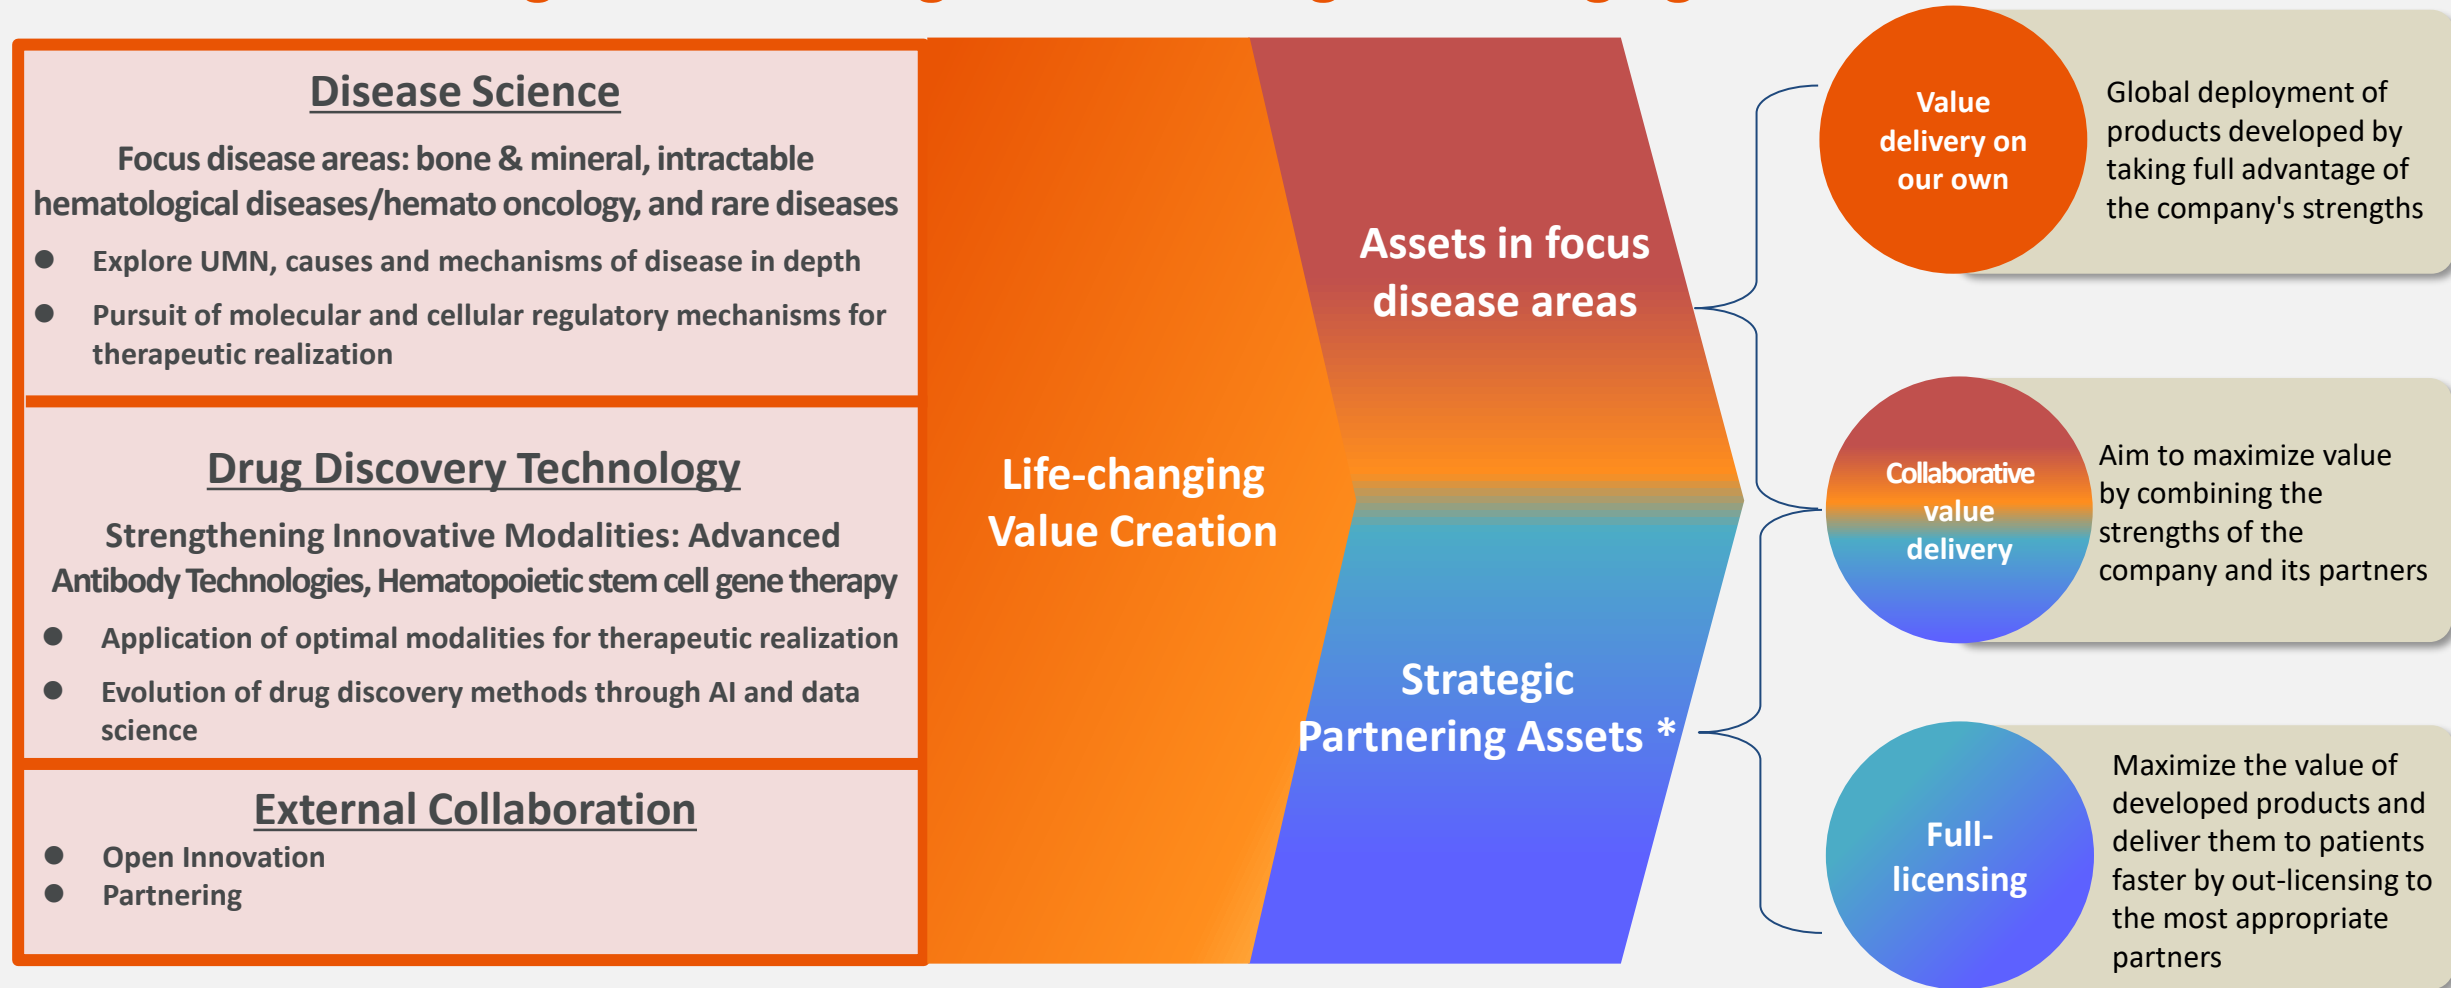 Disease Science
Focus disease areas: bone & mineral, intractable
hematological diseases/hemato oncology, and rare diseases
● Explore UMN, causes and mechanisms of disease in depth
● Pursuit of molecular and cellular regulatory mechanisms for
therapeutic realization
Drug Discovery Technology
Strengthening Innovative Modalities: Advanced
Antibody Technologies, Hematopoietic stem cell gene therapy
● Application of optimal modalities for therapeutic realization
● Evolution of drug discovery methods through AI and data
science
External Collaboration
● Open Innovation
● Partnering
Life-changing
Value Creation
Assets in focus
disease areas
Strategic
Partnering Assets *
Value
delivery on
our own
Global deployment of
products developed by
taking full advantage of
the company's strengths
Collaborative
value
delivery
Aim to maximize value
by combining the
strengths of the
company and its partners
Full-
licensing
Maximize the value of
developed products and
deliver them to patients
faster by out-licensing to
the most appropriate
partners